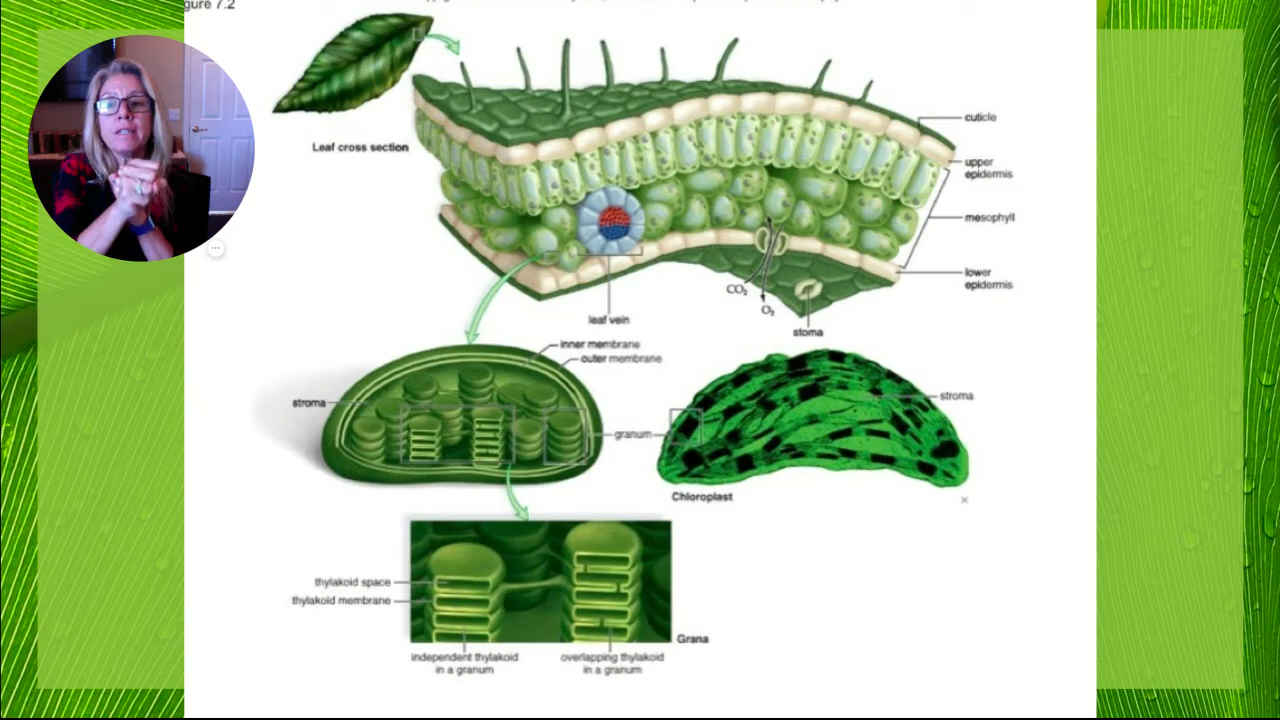 gure 7.2
Leaf cross section
cuticle
upper
epidermis
mesophyll
lower
epidermis
CO₂
O₂
leaf vein
stoma
inner membrane
outer membrane
stroma
granum
stroma
Chloroplast
thylakoid space
thylakoid membrane
Grana
independent thylakoid
in a granum
overlapping thylakoid
in a granum